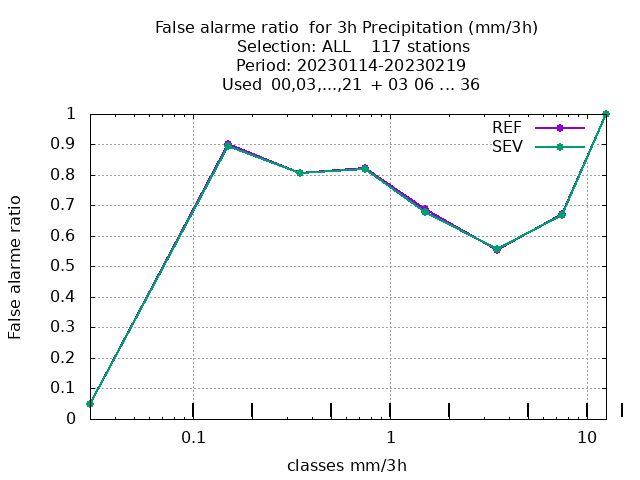 False alarme ratio  for 3h Precipitation (mm/3h)
Selection: ALL    117 stations
Period: 20230114-20230219
Used  00,03,...,21  + 03 06 ... 36
REF
SEV
1
0.9
0.8
0.7
0.6
0.5
0.4
0.3
0.2
0.1
0
False alarme ratio
0.1 1 10
classes mm/3h